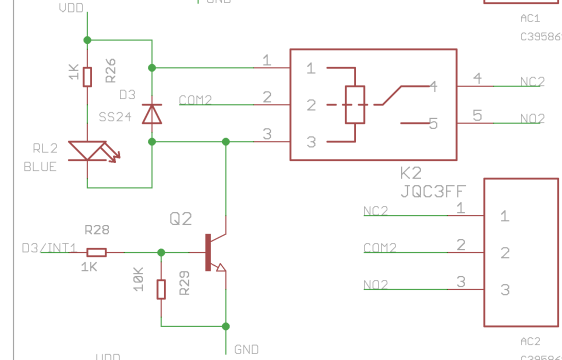 VDD
GND
AC1
C39586
1K
R26
1
1
4
4
NC2
D3
SS24
COM2
2
2
5
5
NO2
RL2
BLUE
3
3
K2
JQC3FF
Q2
NC2
1
1
R28
D3/INT1
1K
COM2
2
2
10K
R29
NO2
3
3
AC2
GND
C39586
VDD